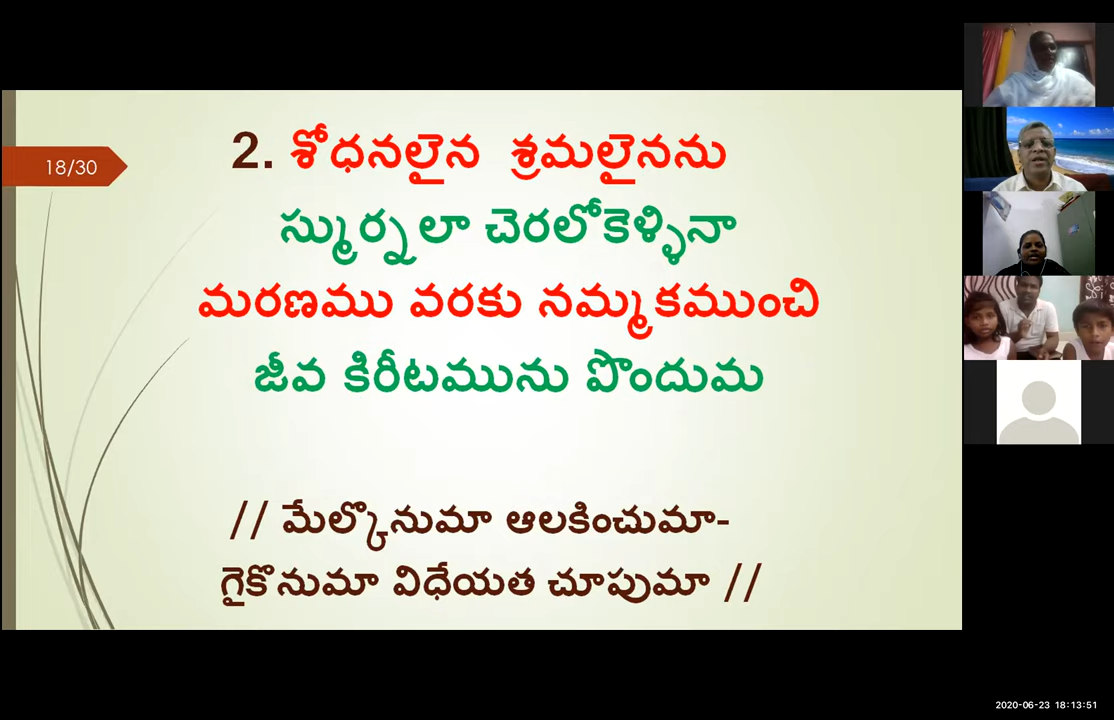 18/30
2. శోధనలైన శ్రమలైనను
స్ముర్నలా చెరలోకెళ్ళినా
మరణము వరకు నమ్మకముంచి
జీవ కిరీటమును పొందుమ
// మేల్కొనుమా ఆలకించుమా-
గైకొనుమా విధేయత చూపుమా //
2020-06-23 18:13:51